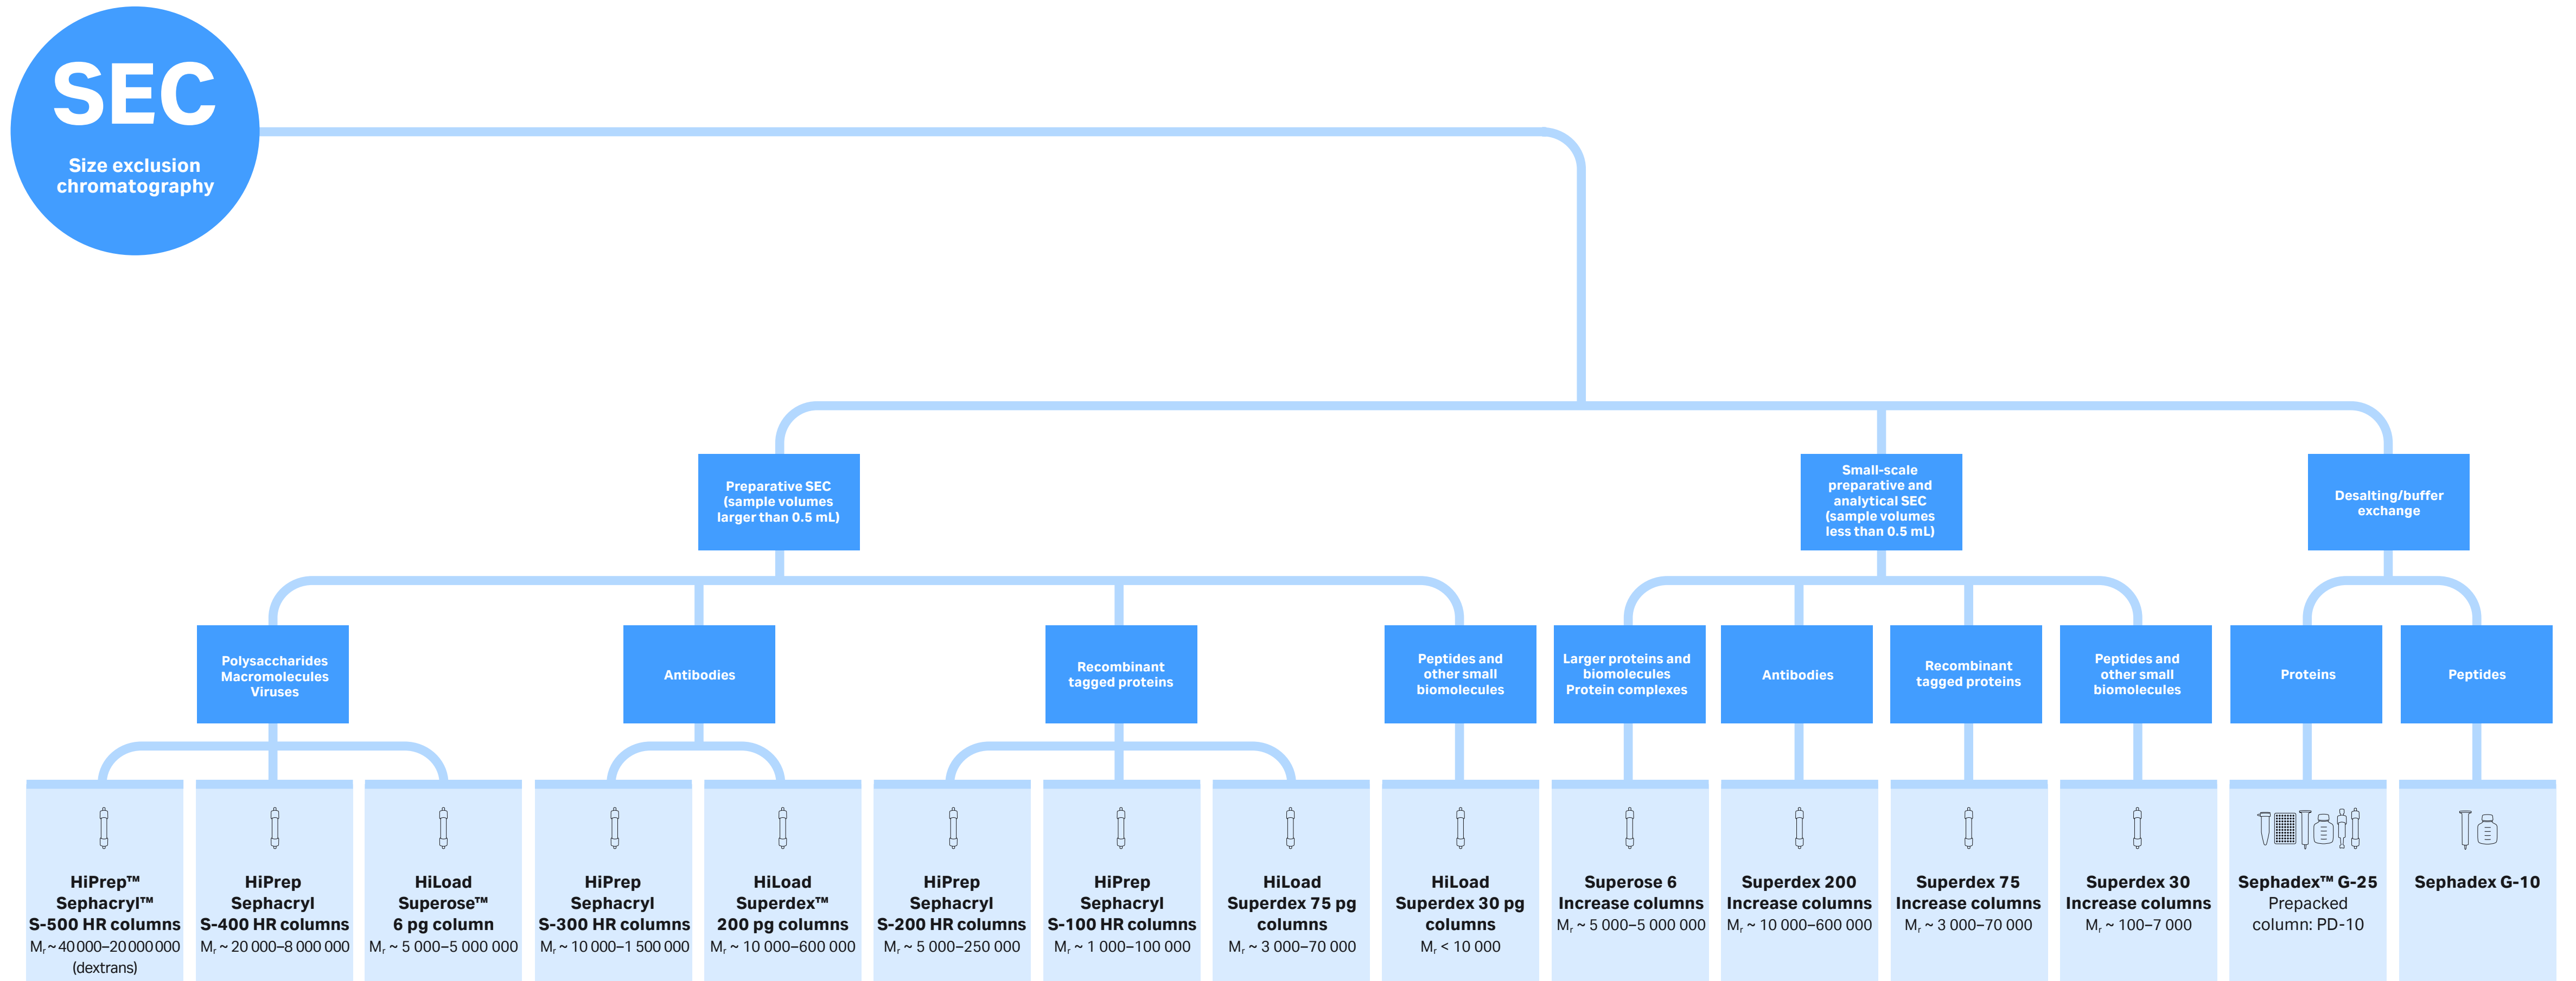 SEC
Size exclusion
chromatography
Preparative SEC
(sample volumes
larger than 0.5 mL)
Small-scale
preparative and
analytical SEC
(sample volumes
less than 0.5 mL)
Desalting/buffer
exchange
Polysaccharides
Macromolecules
Viruses
Antibodies
Recombinant
tagged proteins
Peptides and
other small
biomolecules
Larger proteins and
biomolecules
Protein complexes
Antibodies
Recombinant
tagged proteins
Peptides and
other small
biomolecules
Proteins
Peptides
HiPrep™
Sephacryl™
S-500 HR columns
Mr ~ 40 000–20 000 000
(dextrans)
HiPrep
Sephacryl
S-400 HR columns
Mr ~ 20 000–8 000 000
HiLoad
Superose™
6 pg column
Mr ~ 5 000–5 000 000
HiPrep
Sephacryl
S-300 HR columns
Mr ~ 10 000–1 500 000
HiLoad
Superdex™
200 pg columns
Mr ~ 10 000–600 000
HiPrep
Sephacryl
S-200 HR columns
Mr ~ 5 000–250 000
HiPrep
Sephacryl
S-100 HR columns
Mr ~ 1 000–100 000
HiLoad
Superdex 75 pg
columns
Mr ~ 3 000–70 000
HiLoad
Superdex 30 pg
columns
Mr < 10 000
Superose 6
Increase columns
Mr ~ 5 000–5 000 000
Superdex 200
Increase columns
Mr ~ 10 000–600 000
Superdex 75
Increase columns
Mr ~ 3 000–70 000
Superdex 30
Increase columns
Mr ~ 100–7 000
Sephadex™ G-25
Prepacked
column: PD-10
Sephadex G-10